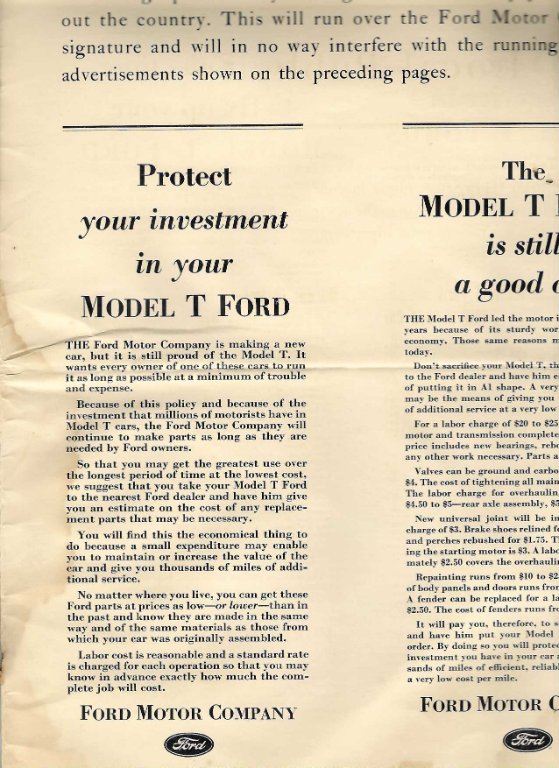 out the country. This will run over the Ford Motor
signature and will in no way interfere with the running
advertisements shown on the preceding pages.
Protect
your investment
in your
MODEL T FORD
THE Ford Motor Company is making a new
car, but it is still proud of the Model T. It
wants every owner of one of these cars to run
it as long as possible at a minimum of trouble
and expense.
Because of this policy and because of the
investment that millions of motorists have in
Model T cars, the Ford Motor Company will
continue to make parts as long as they are
needed by Ford owners.
So that you may get the greatest use over
the longest period of time at the lowest cost,
we suggest that you take your Model T Ford
to the nearest Ford dealer and have him give
you an estimate on the cost of any replace-
ment parts that may be necessary.
You will find this the economical thing to
do because a small expenditure may enable
you to maintain or increase the value of the
car and give you thousands of miles of addi-
tional service.
No matter where you live, you can get these
Ford parts at prices as low—or lower—than in
the past and know they are made in the same
way and of the same materials as those from
which your car was originally assembled.
Labor cost is reasonable and a standard rate
is charged for each operation so that you may
know in advance exactly how much the com-
plete job will cost.
FORD MOTOR COMPANY
Ford
The
MODEL T
is still
a good
THE Model T Ford led the motor
years because of its sturdy
economy. Those same reasons
today.
Don't sacrifice your Model T,
to the Ford dealer and have him
of putting it in A1 shape. A very
may be the means of giving you
of additional service at a very low
For a labor charge of $20 to $25
motor and transmission
price includes new bearings,
any other work necessary. Parts
Valves can be ground and
$4. The cost of tightening all main
The labor charge for
$4.50 to $5—rear axle assembly,
New universal joint will be
charge of $3. Brake shoes relined
and perches rebushed for $1.75.
ing the starting motor is $3. A
mately $2.50 covers the
Repainting runs from $10 to
of body panels and doors runs
A fender can be replaced for a
$2.50. The cost of fenders runs
It will pay you, therefore, to
and have him put your Model
order. By doing so you will
investment you have in your car
sands of miles of efficient,
a very low cost per mile.
FORD MOTOR
Ford